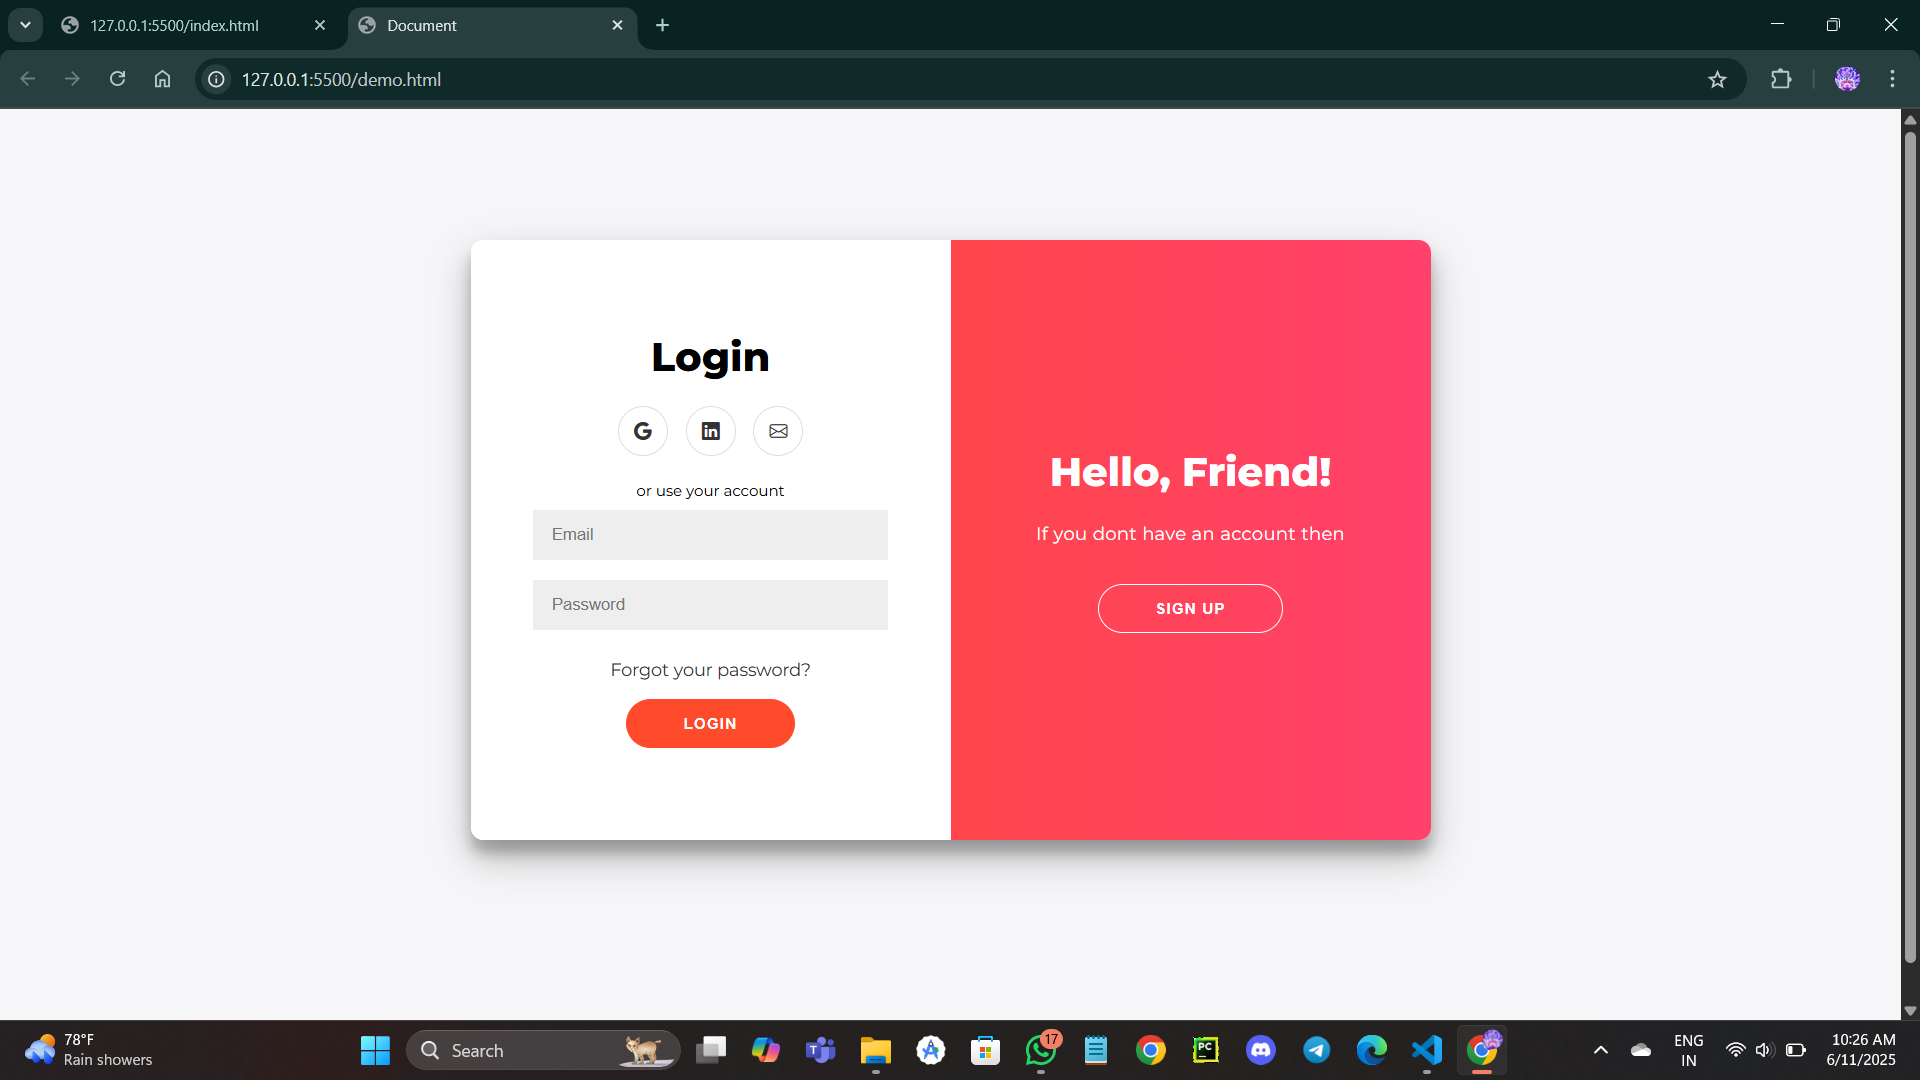 127.0.0.1:5500/index.html
Document
127.0.0.1:5500/demo.html
Login
G
in
or use your account
Email
Password
Forgot your password?
LOGIN
Hello, Friend!
If you dont have an account then
SIGN UP
78°F
Rain showers
Search
T
17
PC
ENG
IN
10:26 AM
6/11/2025